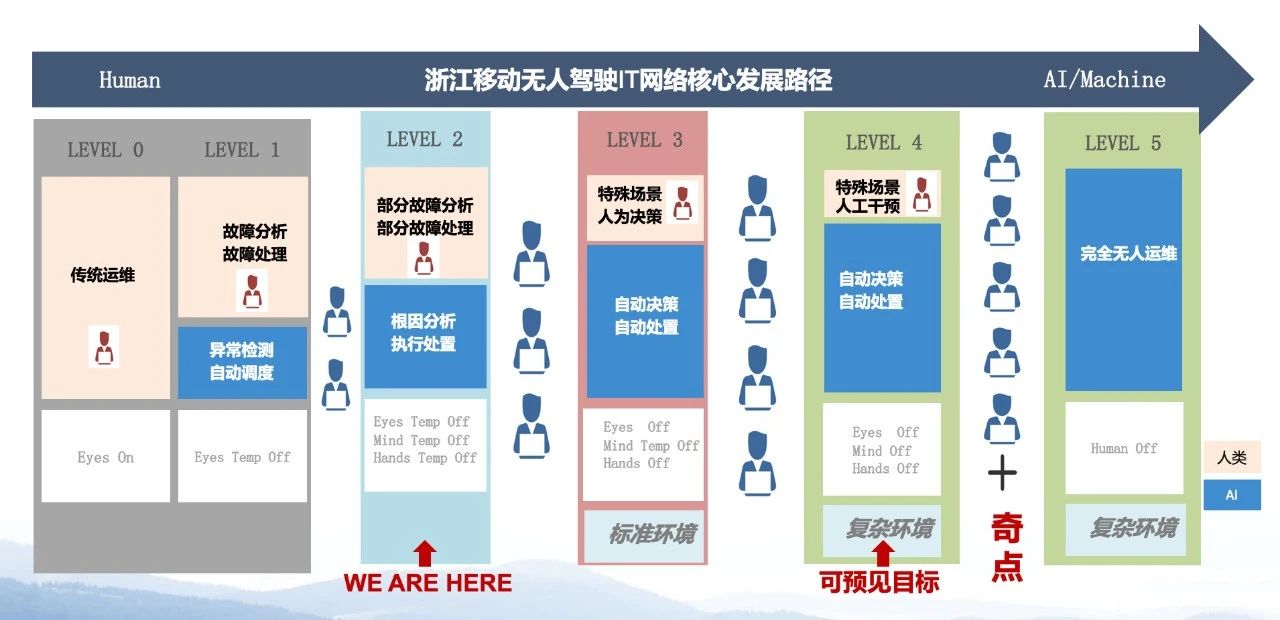 Human
浙江移动无人驾驶IT网络核心发展路径
AI/Machine
LEVEL 0
传统运维
Eyes On
LEVEL 1
故障分析
故障处理
异常检测
自动调度
Eyes Temp Off
LEVEL 2
部分故障分析
部分故障处理
根因分析
执行处置
Eyes Temp Off
Mind Temp Off
Hands Temp Off
WE ARE HERE
LEVEL 3
特殊场景
人为决策
自动决策
自动处置
Eyes Off
Mind Temp Off
Hands Off
标准环境
LEVEL 4
特殊场景
人工干预
自动决策
自动处置
Eyes Off
Mind Off
Hands Off
复杂环境
可预见目标
+
奇
点
LEVEL 5
完全无人运维
Human Off
复杂环境
人类
AI